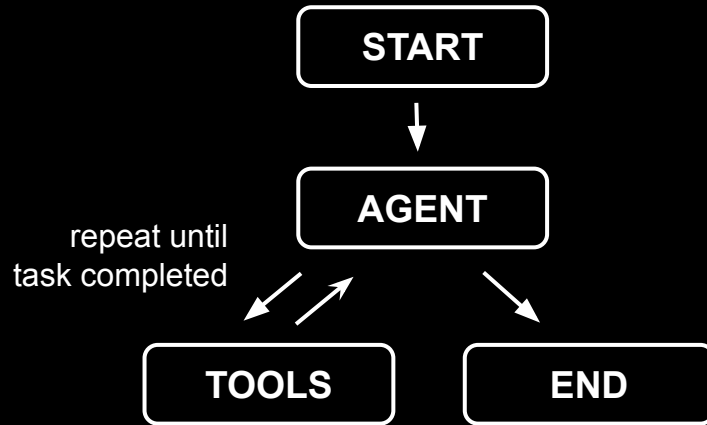 START
AGENT
repeat until
task completed
TOOLS
END